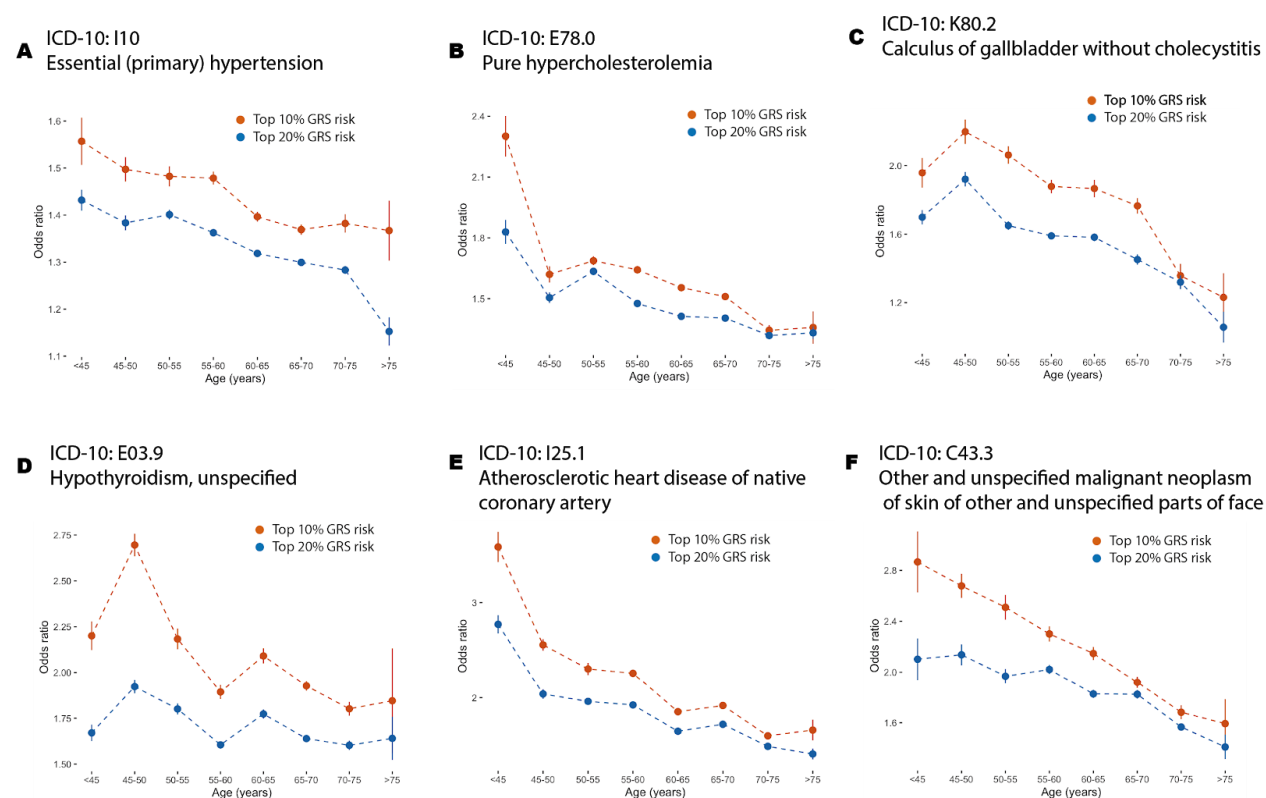 A
ICD-10: I10
Essential (primary) hypertension
Top 10% GRS risk
Top 20% GRS risk
Odds ratio
1.6
1.5
1.4
1.3
1.2
1.1
<45 45-50 50-55 55-60 60-65 65-70 70-75 >75
Age (years)
B
ICD-10: E78.0
Pure hypercholesterolemia
Top 10% GRS risk
Top 20% GRS risk
Odds ratio
2.4
2.1
1.8
1.5
<45 45-50 50-55 55-60 60-65 65-70 70-75 >75
Age (years)
C
ICD-10: K80.2
Calculus of gallbladder without cholecystitis
Top 10% GRS risk
Top 20% GRS risk
Odds ratio
2.0
1.6
1.2
<45 45-50 50-55 55-60 60-65 65-70 70-75 >75
Age (years)
D
ICD-10: E03.9
Hypothyroidism, unspecified
Top 10% GRS risk
Top 20% GRS risk
Odds ratio
2.75
2.50
2.25
2.00
1.75
1.50
<45 45-50 50-55 55-60 60-65 65-70 70-75 >75
Age (years)
E
ICD-10: I25.1
Atherosclerotic heart disease of native
coronary artery
Top 10% GRS risk
Top 20% GRS risk
Odds ratio
3
2
<45 45-50 50-55 55-60 60-65 65-70 70-75 >75
Age (years)
F
ICD-10: C43.3
Other and unspecified malignant neoplasm
of skin of other and unspecified parts of face
Top 10% GRS risk
Top 20% GRS risk
Odds ratio
2.8
2.4
2.0
1.6
<45 45-50 50-55 55-60 60-65 65-70 70-75 >75
Age (years)